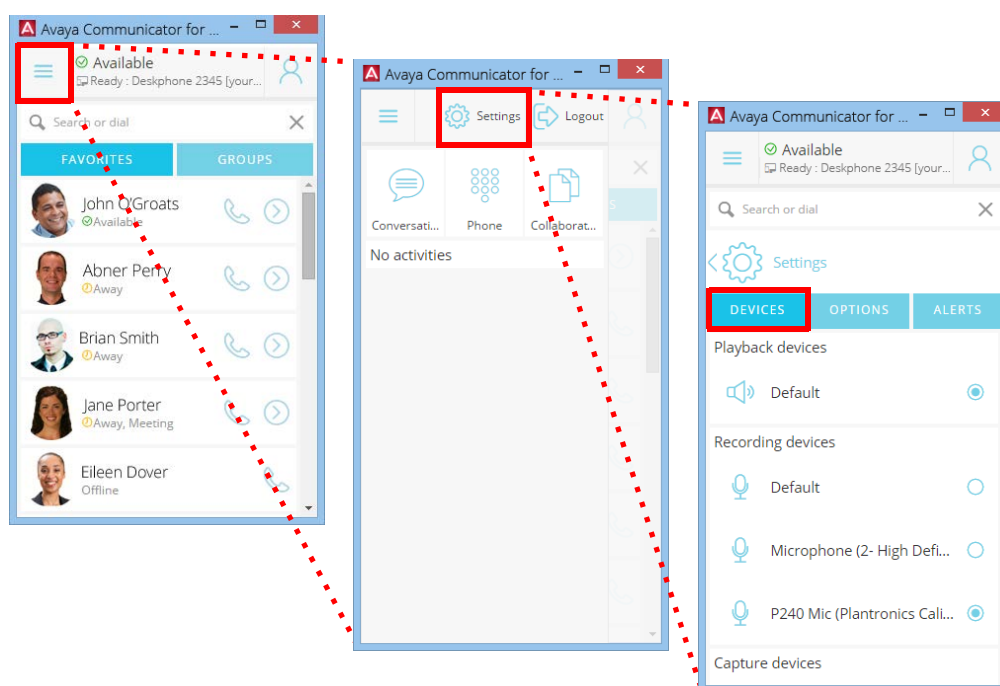 Avaya Communicator for ...
Available
Ready : Deskphone 2345 [your...
Search or dial
FAVORITES GROUPS
John O'Groats
Available
Abner Perry
Away
Brian Smith
Away
Jane Porter
Away, Meeting
Eileen Dover
Offline
Avaya Communicator for ...
Settings Logout
S
Conversati... Phone Collaborat...
No activities
Avaya Communicator for ...
Available
Ready : Deskphone 2345 [your...
Search or dial
Settings
DEVICES OPTIONS ALERTS
Playback devices
Default
Recording devices
Default
Microphone (2- High Defi...
P240 Mic (Plantronics Cali...
Capture devices